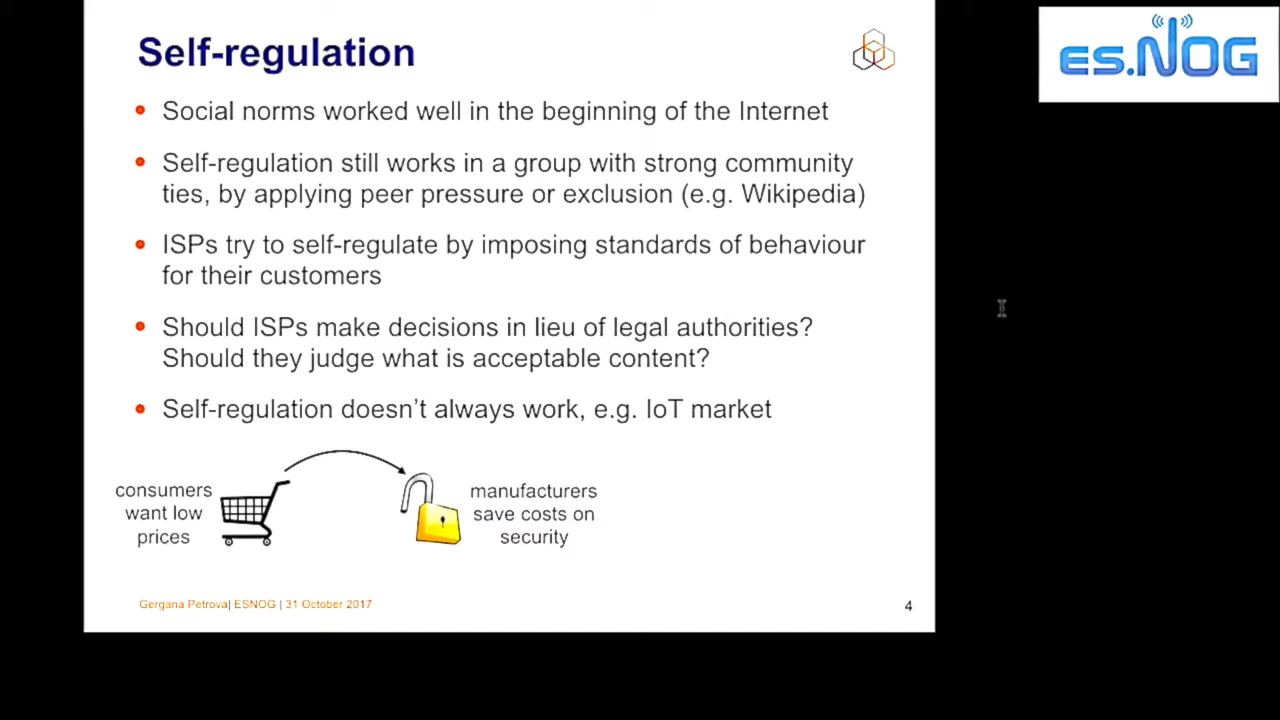 Self-regulation
es.NOG
Social norms worked well in the beginning of the Internet
Self-regulation still works in a group with strong community
ties, by applying peer pressure or exclusion (e.g. Wikipedia)
ISPs try to self-regulate by imposing standards of behaviour
for their customers
Should ISPs make decisions in lieu of legal authorities?
Should they judge what is acceptable content?
Self-regulation doesn’t always work, e.g. IoT market
consumers
want low
prices
manufacturers
save costs on
security
Gergana Petrova| ESNOG | 31 October 2017
4